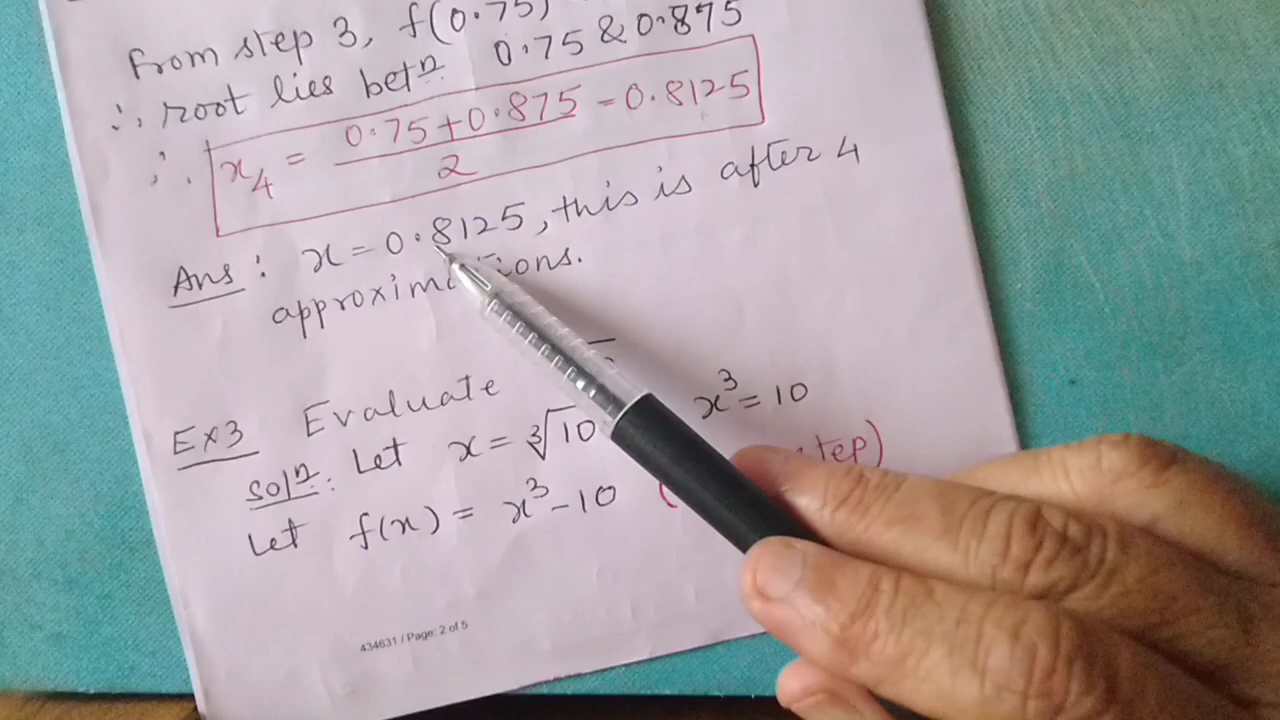 from step 3, f(0.75)
∴ root lies betn 0.75 & 0.875
∴ x₄ = (0.75+0.875)/2 = 0.8125
Ans: x = 0.8125, this is after 4
approximations.
Ex3 Evaluate
Soln: Let x = ∛10 x³ = 10
Let f(x) = x³-10 ( step)
434631 / Page: 2 of 5